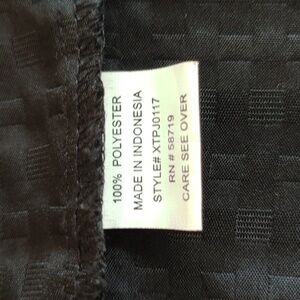 100% POLYESTER
MADE IN INDONESIA
STYLE# XTPJ0117
RN # 58719
CARE SEE OVER